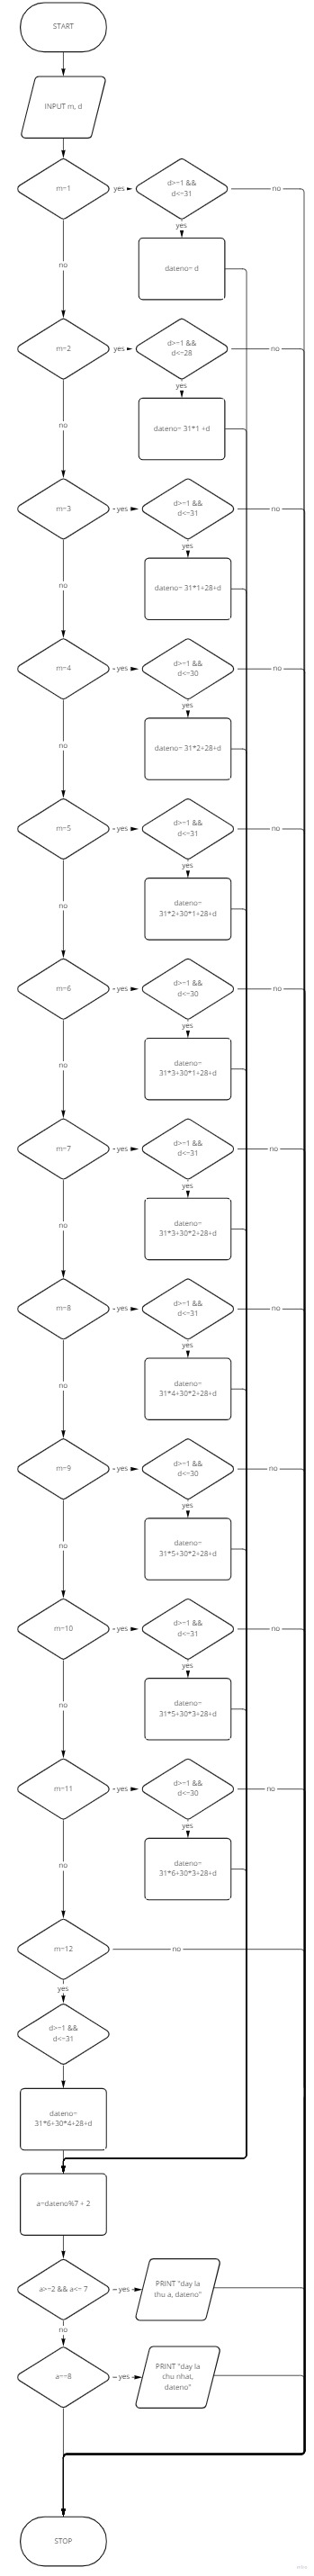 START
INPUT m, d
m=1
yes
d>=1 &&
d<=31
no
yes
dateno= d
no
m=2
yes
d>=1 &&
d<=28
no
yes
dateno= 31*1 +d
no
m=3
yes
d>=1 &&
d<=31
no
yes
dateno= 31*1+28+d
no
m=4
yes
d>=1 &&
d<=30
no
yes
dateno= 31*2+28+d
no
m=5
yes
d>=1 &&
d<=31
no
yes
dateno=
31*2+30*1+28+d
no
m=6
yes
d>=1 &&
d<=30
no
yes
dateno=
31*3+30*1+28+d
no
m=7
yes
d>=1 &&
d<=31
no
yes
dateno=
31*3+30*2+28+d
no
m=8
yes
d>=1 &&
d<=31
no
yes
dateno=
31*4+30*2+28+d
no
m=9
yes
d>=1 &&
d<=30
no
yes
dateno=
31*5+30*2+28+d
no
m=10
yes
d>=1 &&
d<=31
no
yes
dateno=
31*5+30*3+28+d
no
m=11
yes
d>=1 &&
d<=30
no
yes
dateno=
31*6+30*3+28+d
no
m=12
no
yes
d>=1 &&
d<=31
dateno=
31*6+30*4+28+d
a=dateno%7 + 2
a>=2 && a<= 7
yes
PRINT "day la
thu a, dateno"
no
a==8
yes
PRINT "day la
chu nhat,
dateno"
STOP